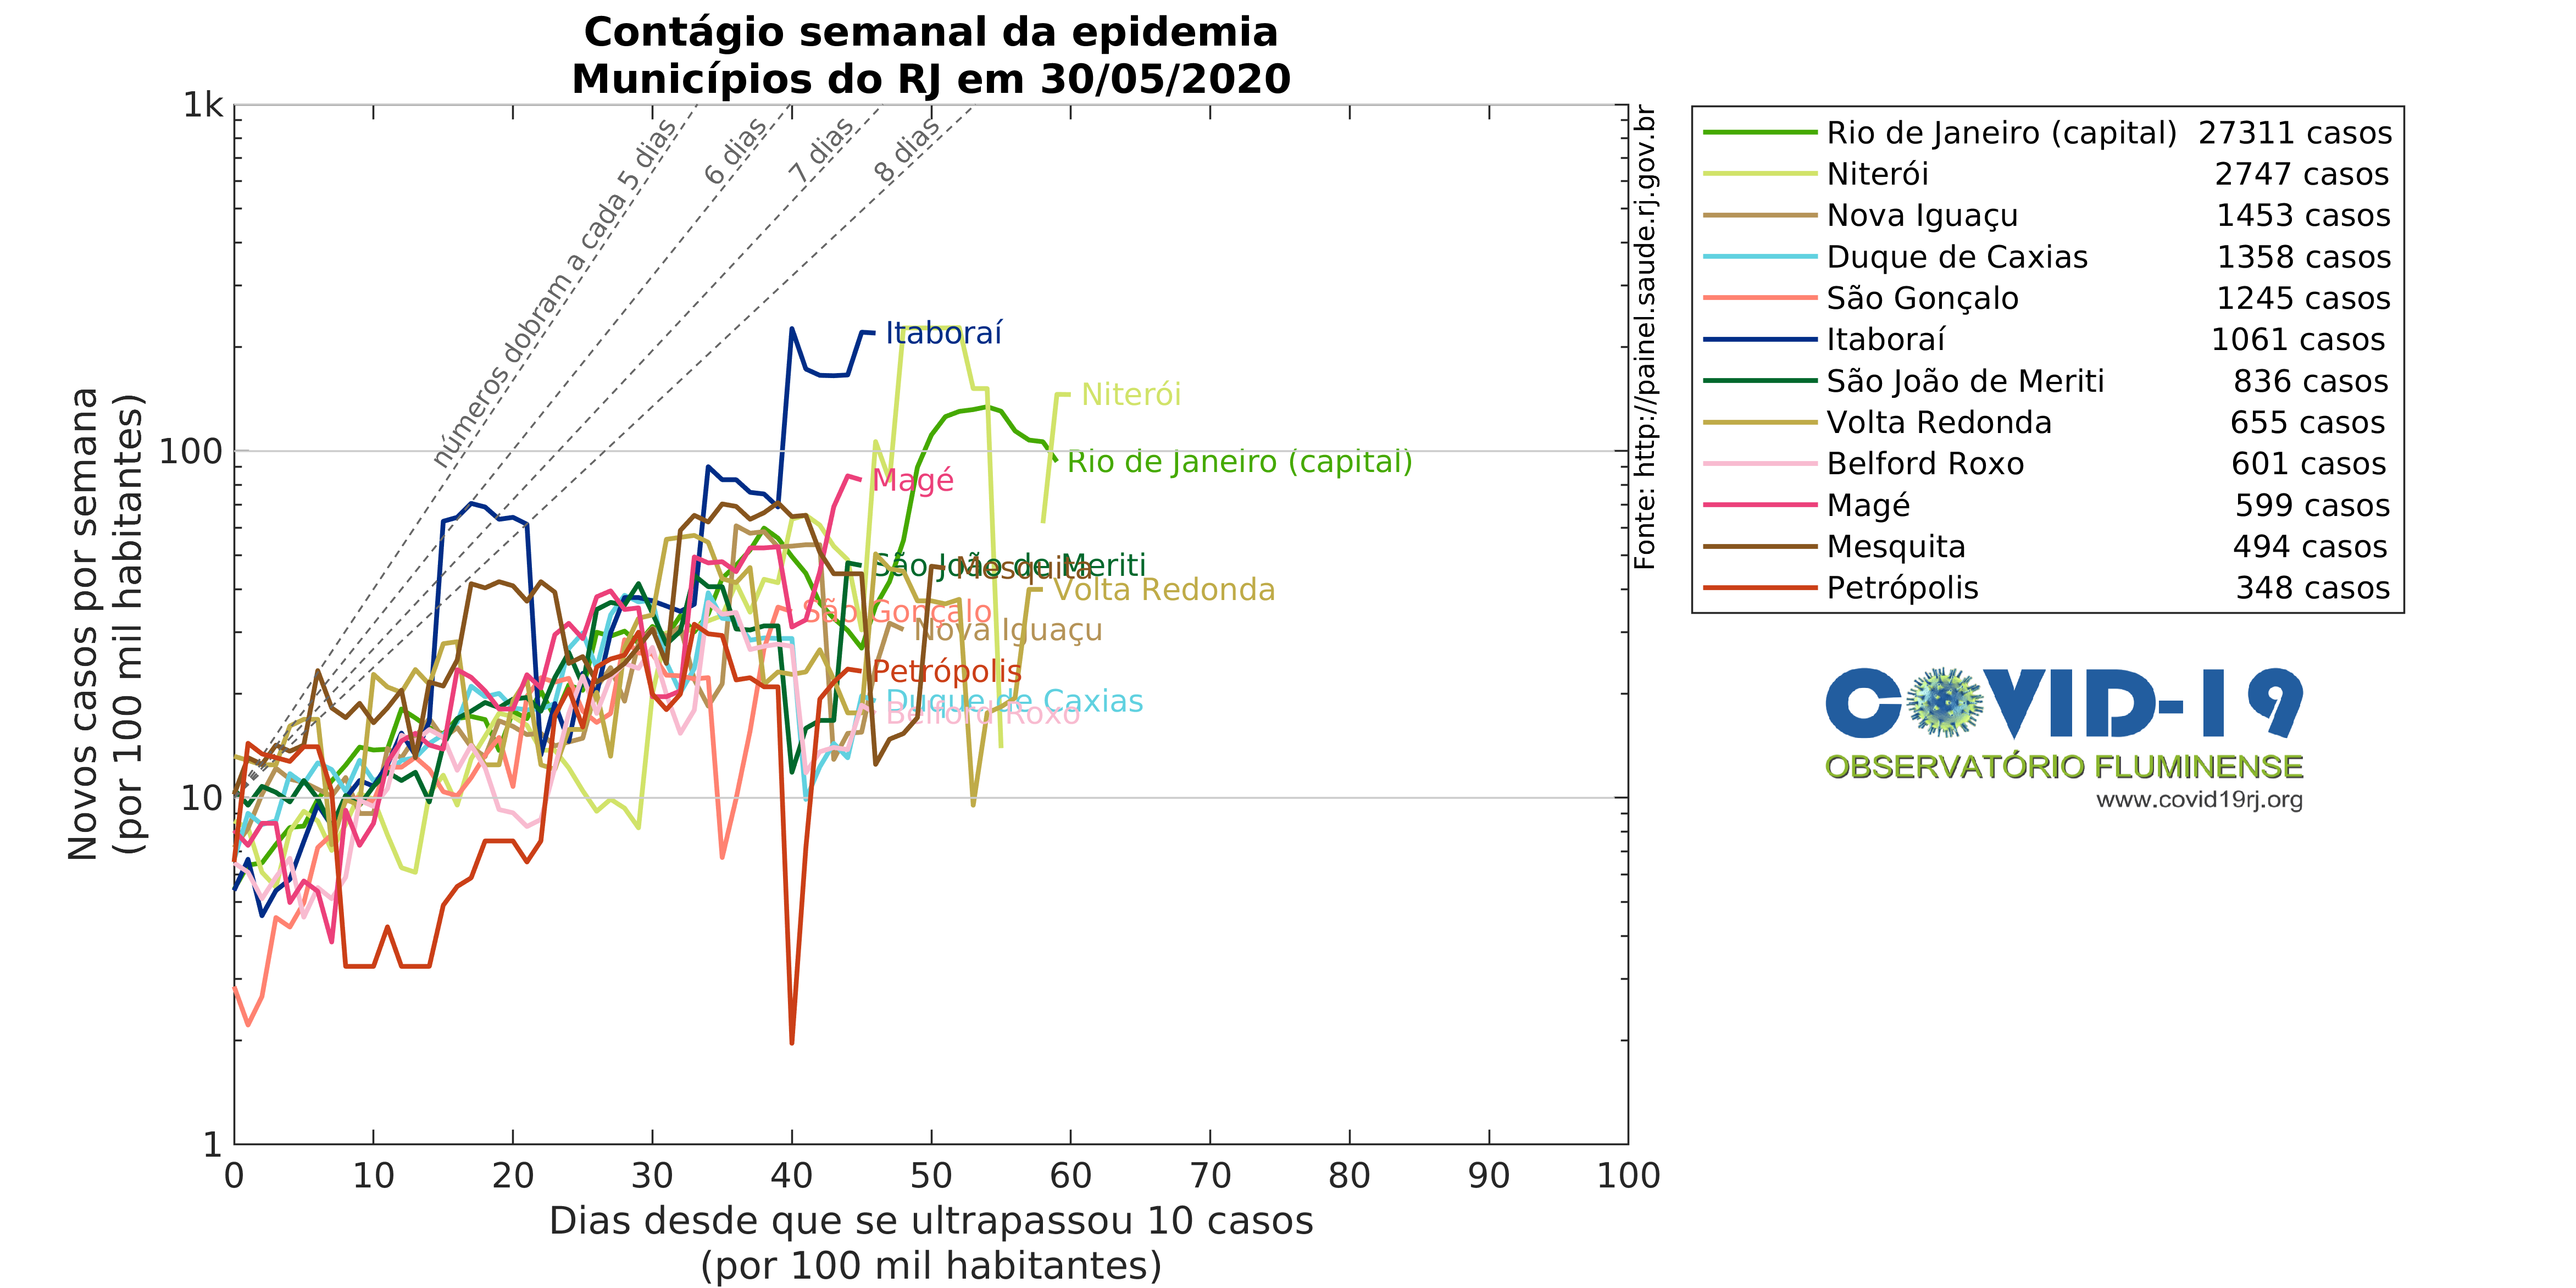 Contágio semanal da epidemia
Municípios do RJ em 30/05/2020
Novos casos por semana
(por 100 mil habitantes)
1k
100
10
1
números dobram a cada 5 dias
6 dias
7 dias
8 dias
Itaboraí
Niterói
Rio de Janeiro (capital)
Magé
São João de Meriti
Mesquita
Volta Redonda
São Gonçalo
Nova Iguaçu
Petrópolis
Duque de Caxias
Belford Roxo
0 10 20 30 40 50 60 70 80 90 100
Dias desde que se ultrapassou 10 casos
(por 100 mil habitantes)
Fonte: http://painel.saude.rj.gov.br
Rio de Janeiro (capital) 27311 casos
Niterói 2747 casos
Nova Iguaçu 1453 casos
Duque de Caxias 1358 casos
São Gonçalo 1245 casos
Itaboraí 1061 casos
São João de Meriti 836 casos
Volta Redonda 655 casos
Belford Roxo 601 casos
Magé 599 casos
Mesquita 494 casos
Petrópolis 348 casos
COVID-19
OBSERVATÓRIO FLUMINENSE
www.covid19rj.org